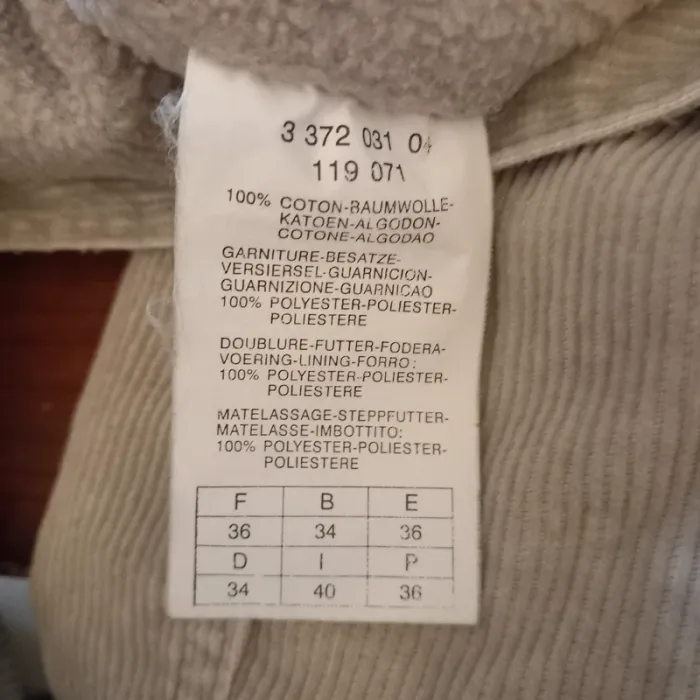 3 372 031 04
119 071
100% COTON-BAUMWOLLE-
KATOEN-ALGODON-
COTONE-ALGODAO
GARNITURE-BESATZE-
VERSIERSEL-GUARNICION-
GUARNIZIONE-GUARNICAO
100% POLYESTER-POLIESTER-
POLIESTERE
DOUBLURE-FUTTER-FODERA-
VOERING-LINING-FORRO:
100% POLYESTER-POLIESTER-
POLIESTERE
MATELASSAGE-STEPPFUTTER-
MATELASSE-IMBOTTITO:
100% POLYESTER-POLIESTER-
POLIESTERE
F B E
36 34 36
D I P
34 40 36